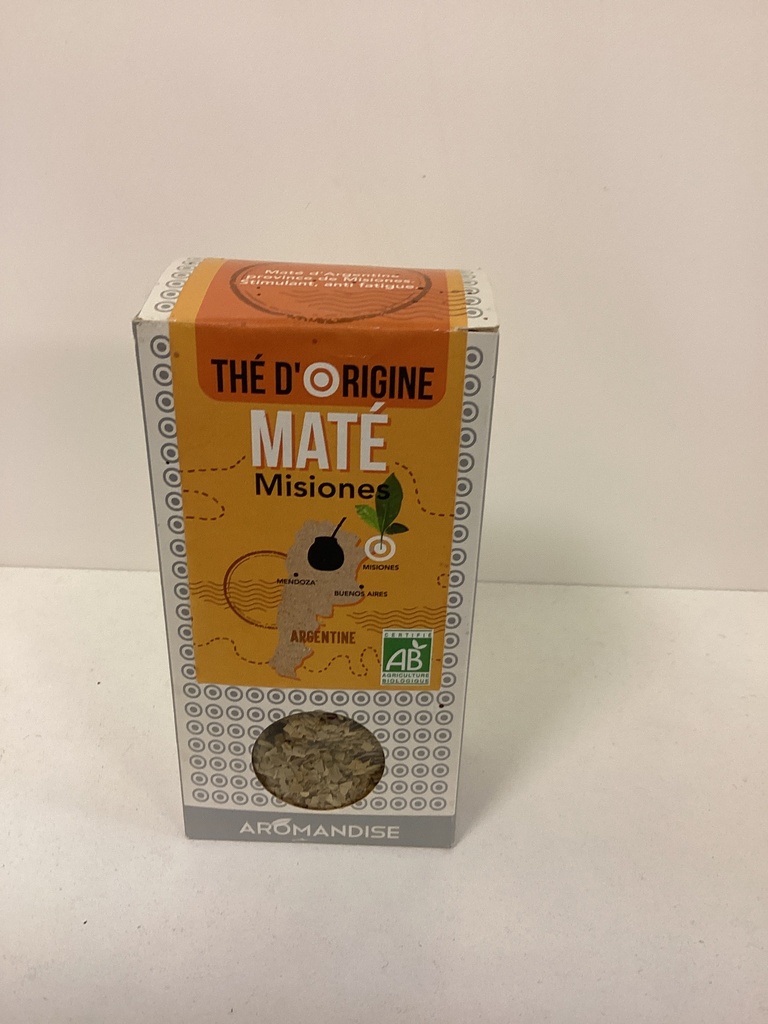 Maté d'Argentine
province de Misiones.
Stimulant, anti fatigue.
THÉ D'ORIGINE
MATÉ
Misiones
MISIONES
MENDOZA
BUENOS AIRES
ARGENTINE
CERTIFIÉ
AB
AGRICULTURE
BIOLOGIQUE
AROMANDISE